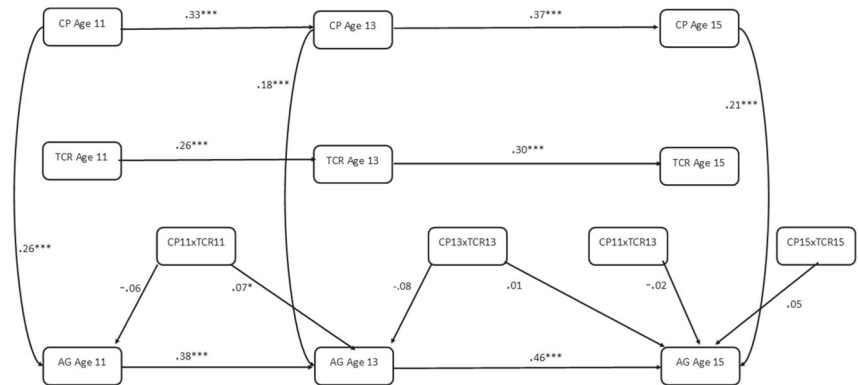 .33***
.37***
CP Age 11
CP Age 13
CP Age 15
.18***
.21***
.26***
.30***
TCR Age 11
TCR Age 13
TCR Age 15
CP11xTCR11
CP13xTCR13
CP11xTCR13
CP15xTCR15
.26***
-.06
.07*
-.08
.01
-.02
.05
AG Age 11
.38***
AG Age 13
.46***
AG Age 15